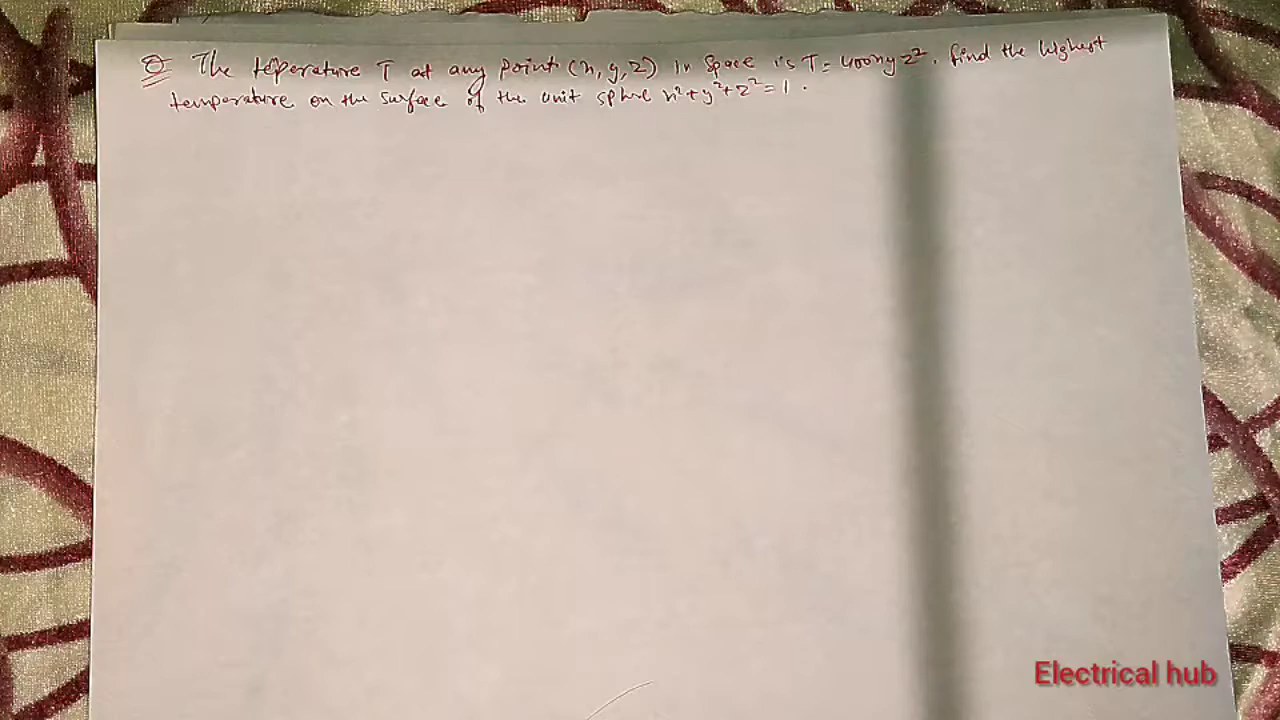 Q The teperature T at any point (x, y, z) in space is T = 400xyz². find the highest
temperature on the surface of the unit sphere x²+y²+z²=1.
Electrical hub